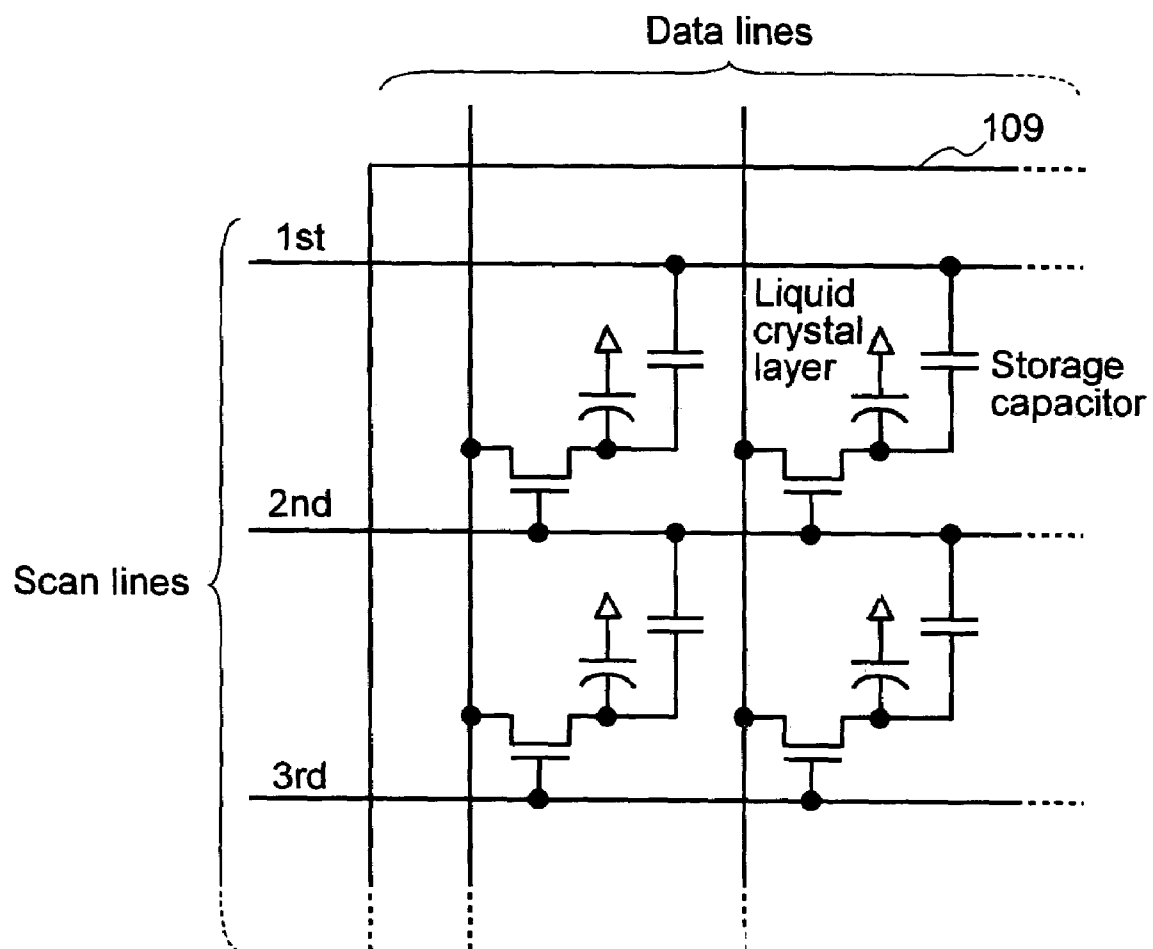 Data lines
109
1st
Liquid
crystal
layer
Storage
capacitor
2nd
Scan lines
3rd